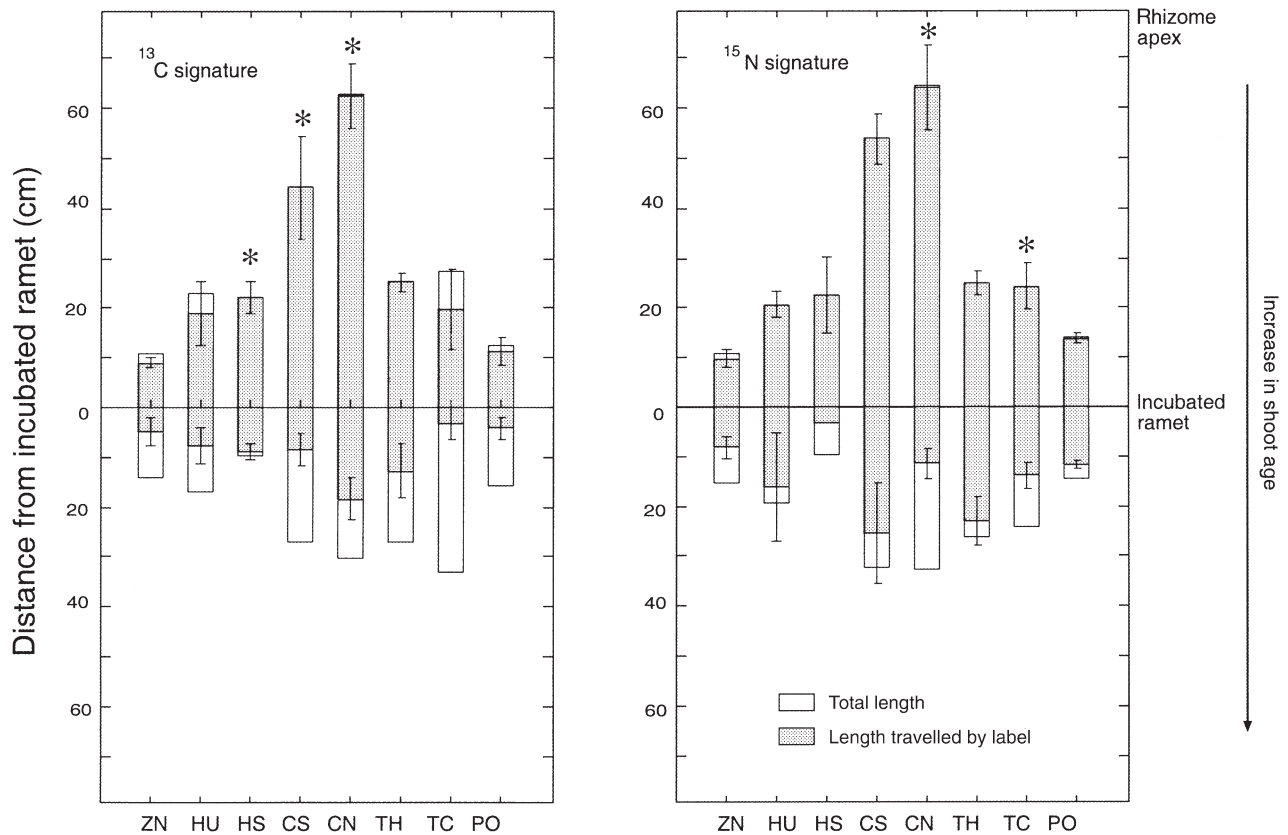 Distance from incubated ramet (cm)
13C signature
*
*
*
60
40
20
0
20
40
60
ZN HU HS CS CN TH TC PO
15N signature
*
*
60
40
20
0
20
40
60
Total length
Length travelled by label
ZN HU HS CS CN TH TC PO
Rhizome
apex
Incubated
ramet
Increase in shoot age